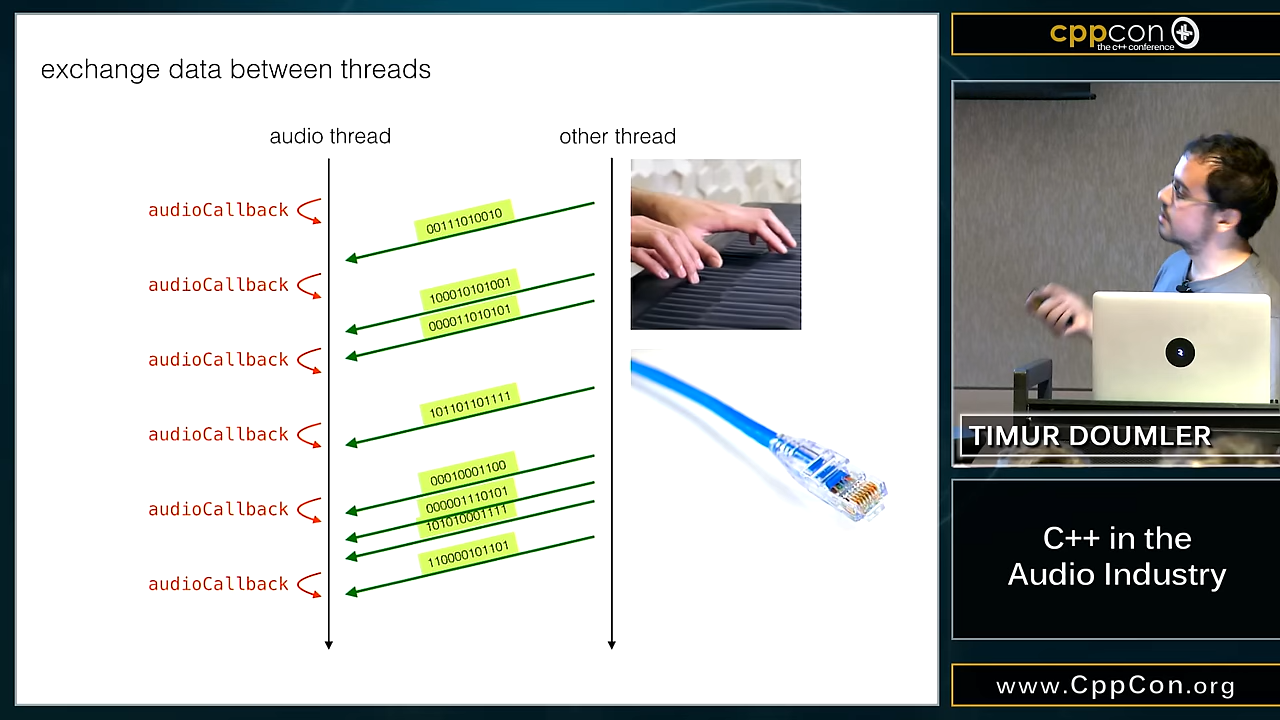 exchange data between threads
audio thread
other thread
audioCallback
00111010010
audioCallback
100010101001
000011010101
audioCallback
101101101111
audioCallback
00010001100
000001110101
101010001111
audioCallback
110000101101
audioCallback
cppcon
the c++ conference
TIMUR DOUMLER
C++ in the
Audio Industry
www.CppCon.org